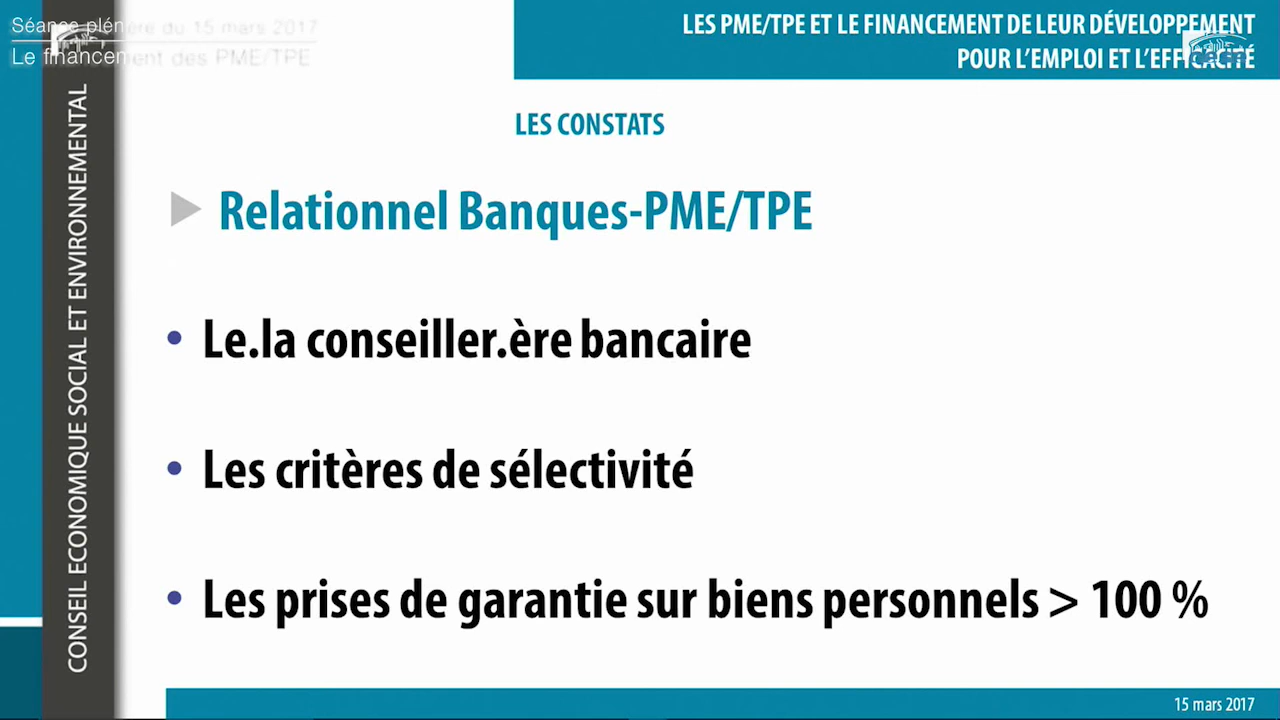 Séance plénière du 15 mars 2017
Le financement des PME/TPE
LES PME/TPE ET LE FINANCEMENT DE LEUR DÉVELOPPEMENT
POUR L’EMPLOI ET L’EFFICACITÉ
CONSEIL ECONOMIQUE SOCIAL ET ENVIRONNEMENTAL
LES CONSTATS
Relationnel Banques-PME/TPE
• Le.la conseiller.ère bancaire
• Les critères de sélectivité
• Les prises de garantie sur biens personnels > 100 %
15 mars 2017